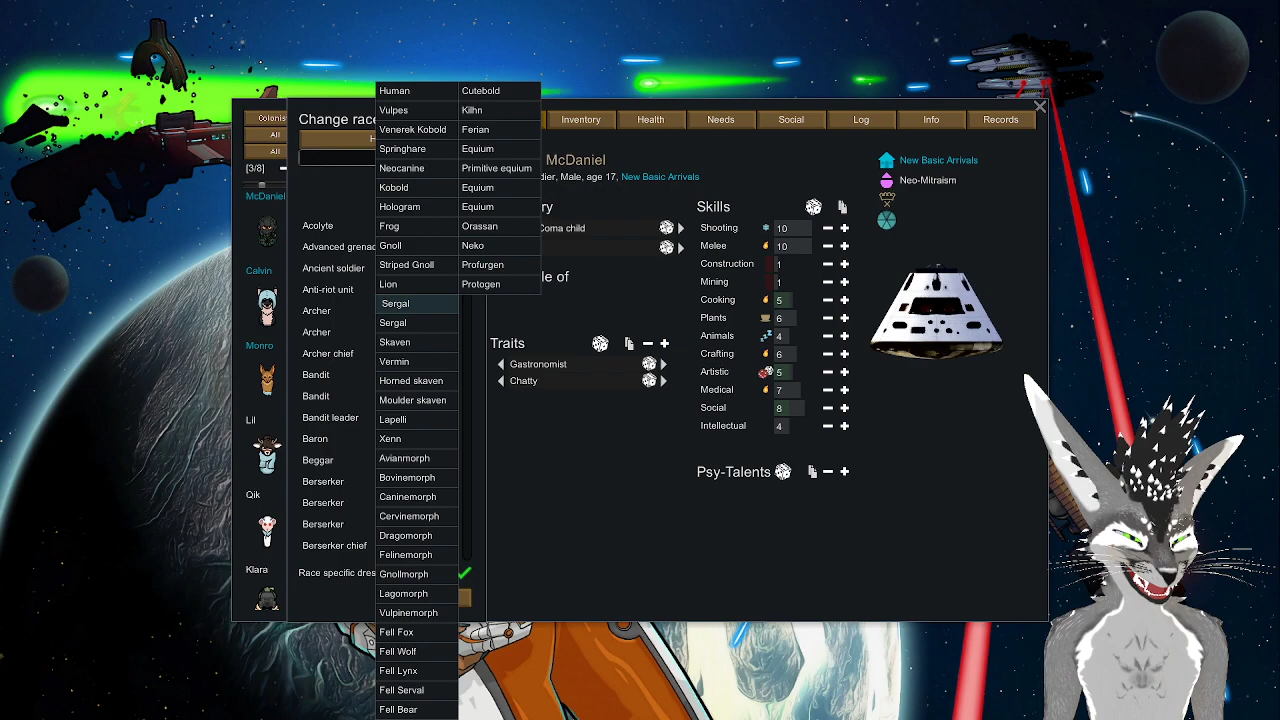 Human
Vulpes
Venerek Kobold
Springhare
Neocanine
Kobold
Hologram
Frog
Gnoll
Striped Gnoll
Lion
Sergal
Sergal
Skaven
Vermin
Horned skaven
Moulder skaven
Lapelli
Xenn
Avianmorph
Bovinemorph
Caninemorph
Cervinemorph
Dragomorph
Felinemorph
Gnollmorph
Lagomorph
Vulpinemorph
Fell Fox
Fell Wolf
Fell Lynx
Fell Serval
Fell Bear
Cutebold
Kilhn
Ferian
Equium
Primitive equium
Equium
Equium
Orassan
Neko
Profurgen
Protogen
Colonis
All
All
[3/8]
McDaniel
Calvin
Monro
Lil
Qik
Klara
Change race
H
Acolyte
Advanced grenad
Ancient soldier
Anti-riot unit
Archer
Archer
Archer chief
Bandit
Bandit
Bandit leader
Baron
Beggar
Berserker
Berserker
Berserker
Berserker chief
Race specific dres
Inventory
Health
Needs
Social
Log
Info
Records
McDaniel
dier, Male, age 17, New Basic Arrivals
New Basic Arrivals
Neo-Mitraism
ry
Coma child
le of
Traits
Gastronomist
Chatty
Skills
Shooting 10
Melee 10
Construction 1
Mining 1
Cooking 5
Plants 6
Animals 4
Crafting 6
Artistic 5
Medical 7
Social 8
Intellectual 4
Psy-Talents